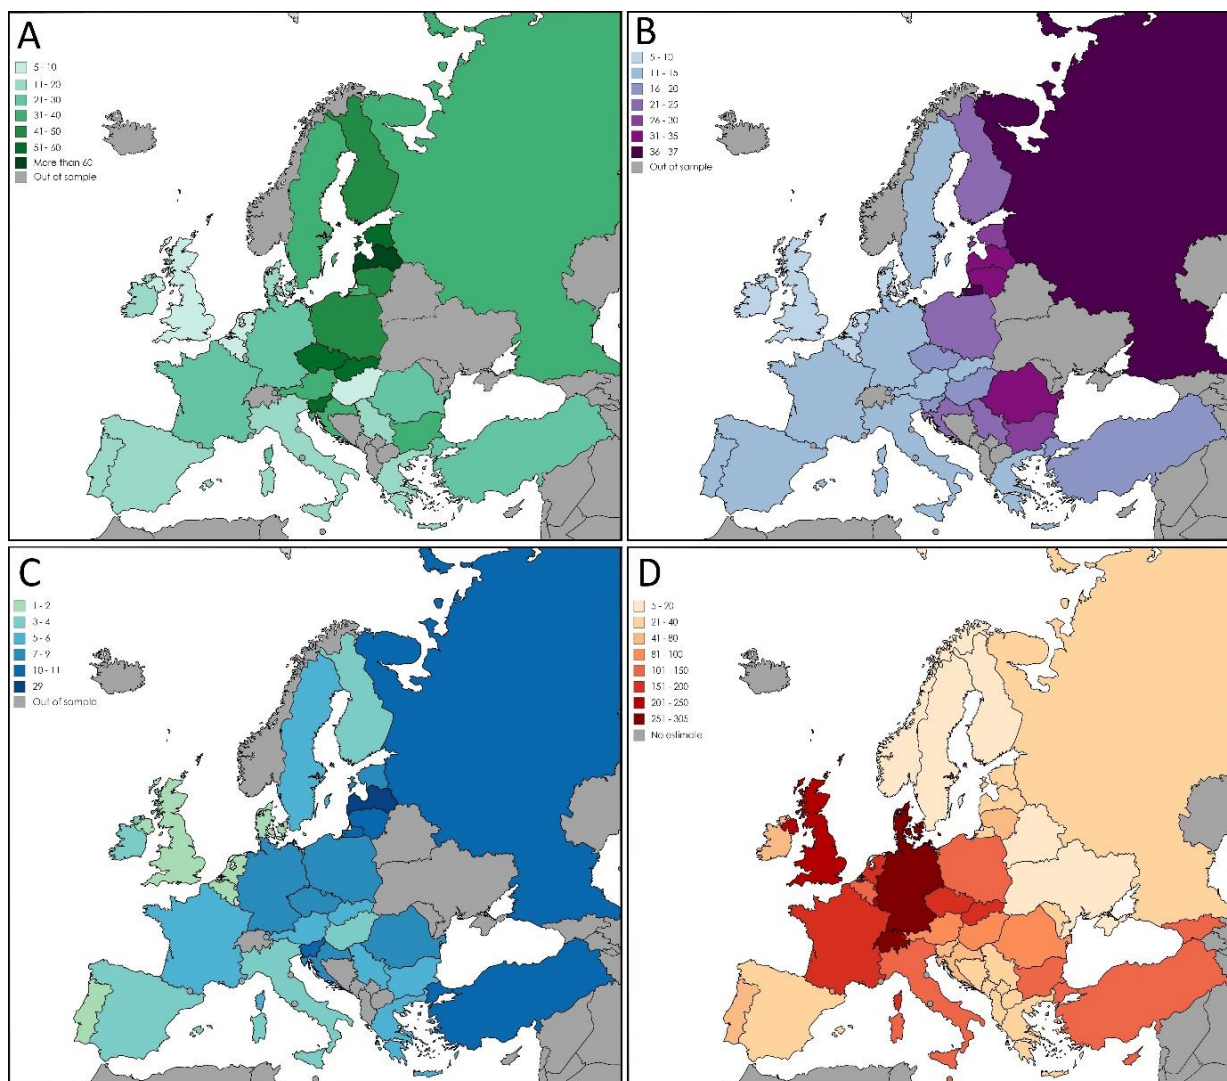 A
5 - 10
11 - 20
21 - 30
31 - 40
41 - 50
51 - 60
More than 60
Out of sample
B
5 - 10
11 - 15
16 - 20
21 - 25
26 - 30
31 - 35
36 - 37
Out of sample
C
1 - 2
3 - 4
5 - 6
7 - 9
10 - 11
29
Out of sample
D
5 - 20
21 - 40
41 - 80
81 - 100
101 - 150
151 - 200
201 - 250
251 - 305
No estimate